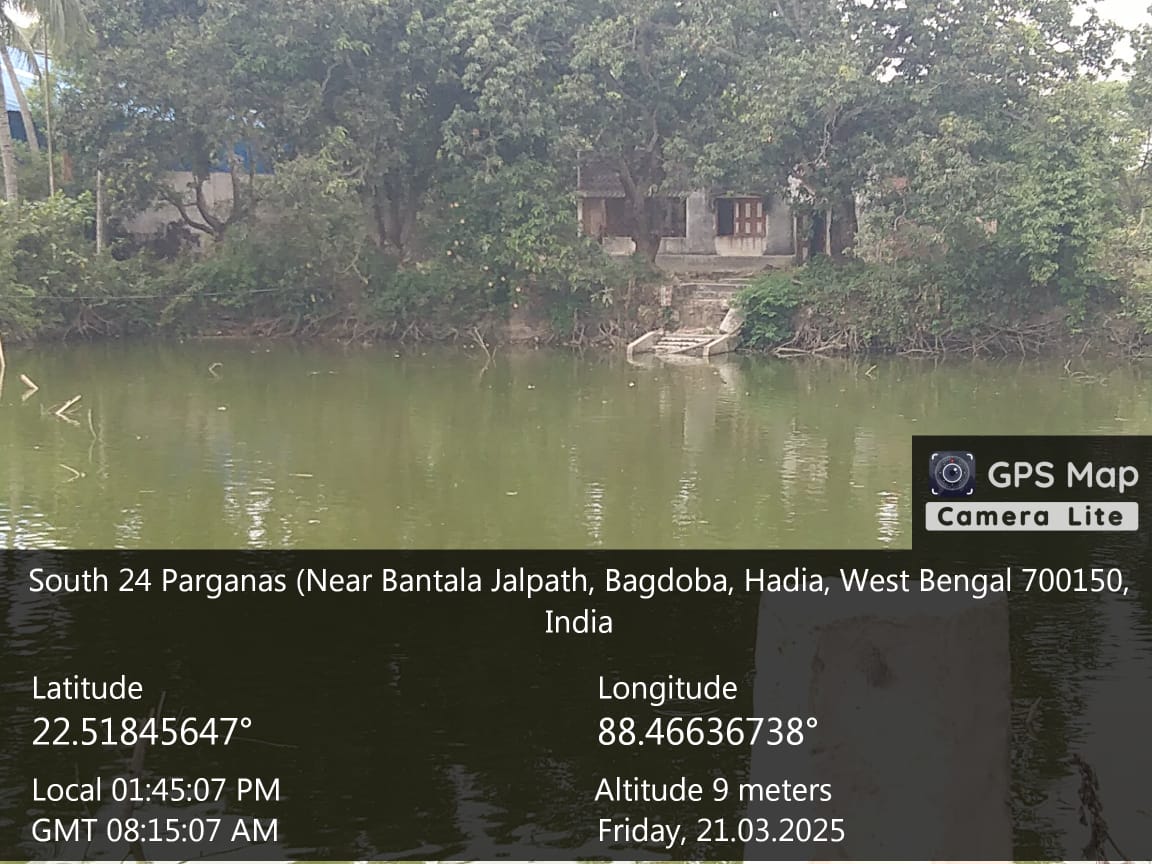 GPS Map
Camera Lite
South 24 Parganas (Near Bantala Jalpath, Bagdoba, Hadia, West Bengal 700150,
India
Latitude
22.51845647°
Longitude
88.46636738°
Local 01:45:07 PM
GMT 08:15:07 AM
Altitude 9 meters
Friday, 21.03.2025